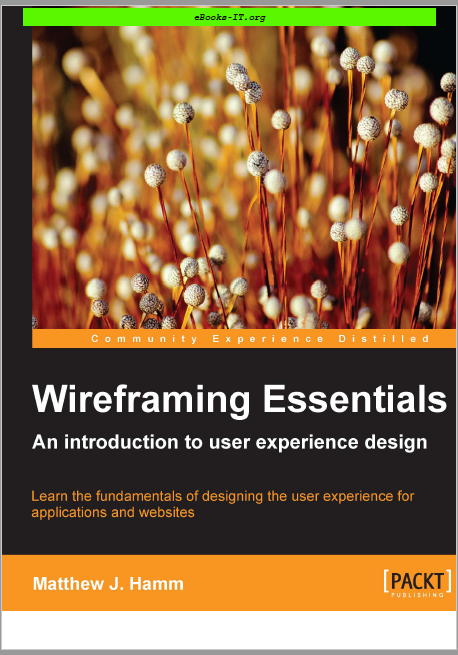 eBooks-IT.org
Community Experience Distilled
Wireframing Essentials
An introduction to user experience design
Learn the fundamentals of designing the user experience for
applications and websites
Matthew J. Hamm
[PACKT]
PUBLISHING